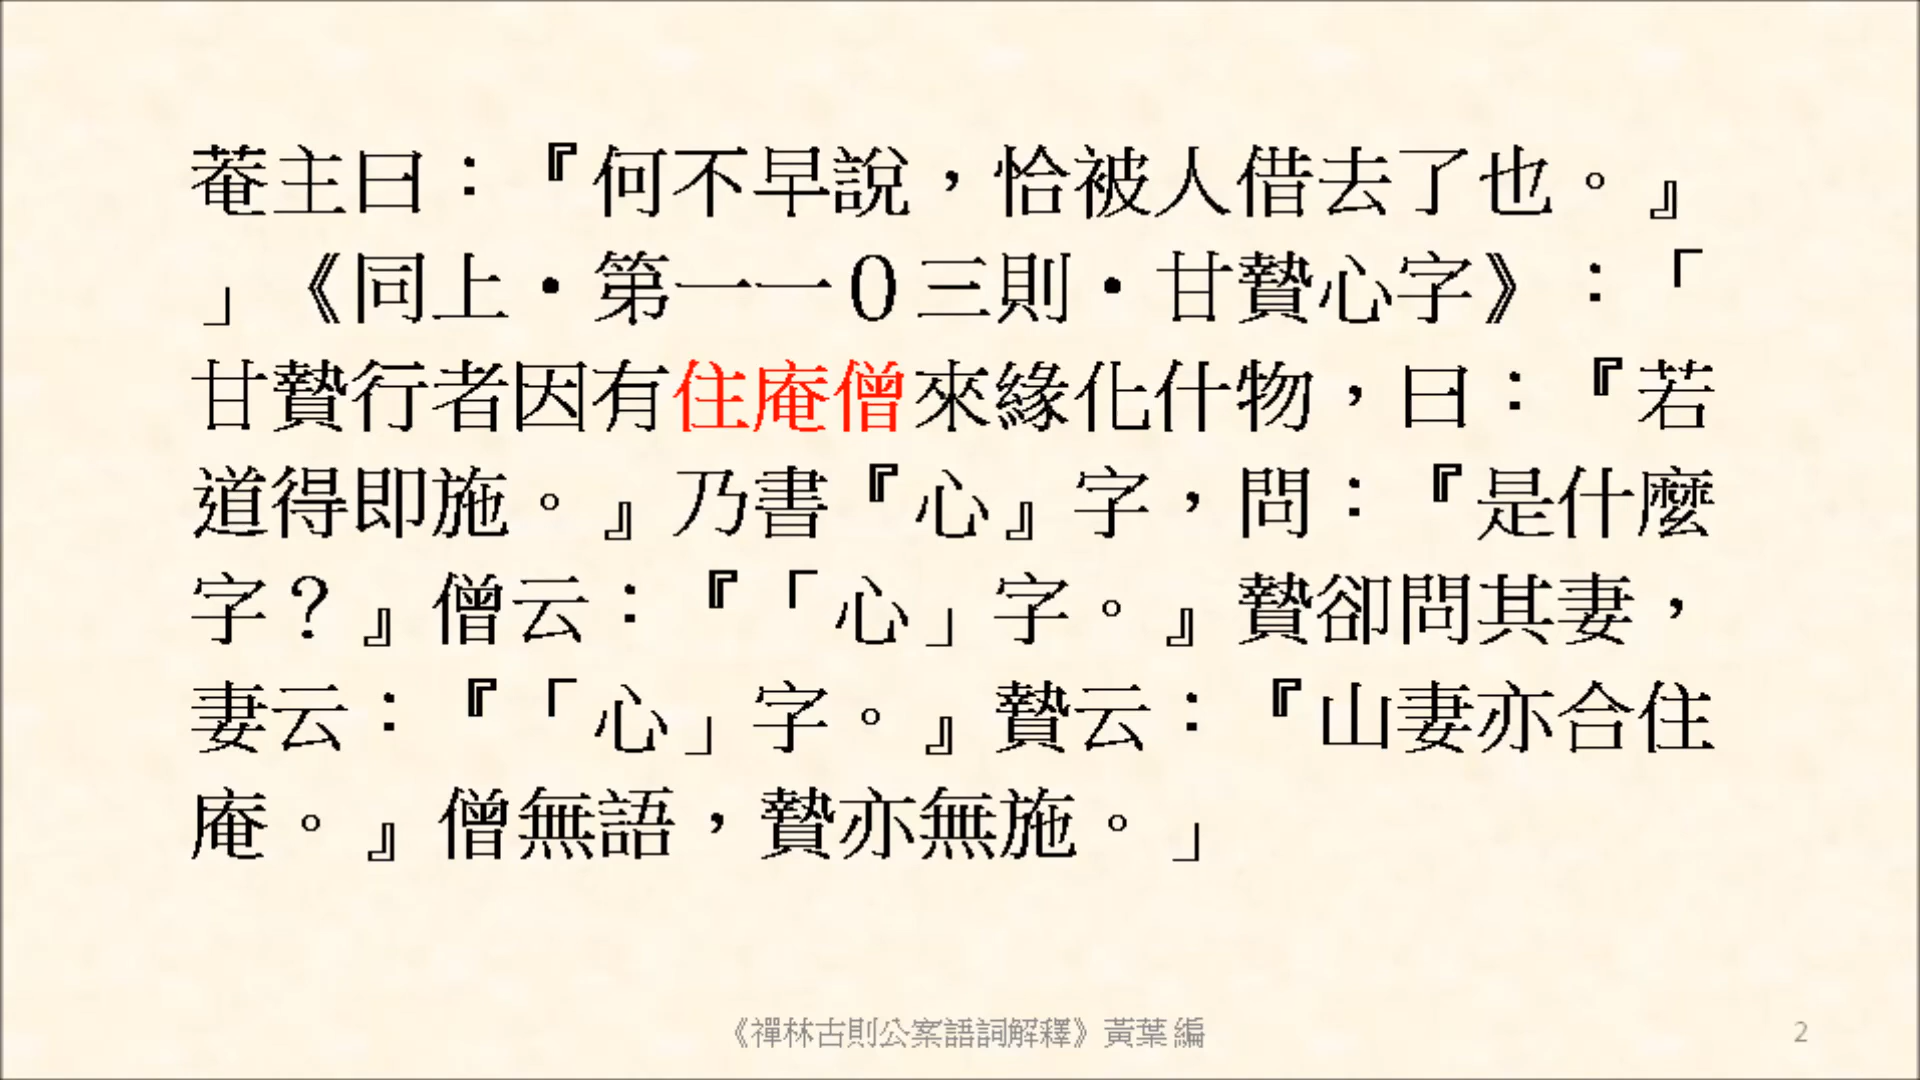 菴主曰：『何不早說，恰被人借去了也。』
」《同上‧第一一0三則‧甘贄心字》：「
甘贄行者因有住庵僧來緣化什物，曰：『若
道得即施。』乃書『心』字，問：『是什麼
字？』僧云：『「心」字。』贄卻問其妻，
妻云：『「心」字。』贄云：『山妻亦合住
庵。』僧無語，贄亦無施。」
《禪林古則公案語詞解釋》黃葉 編
2